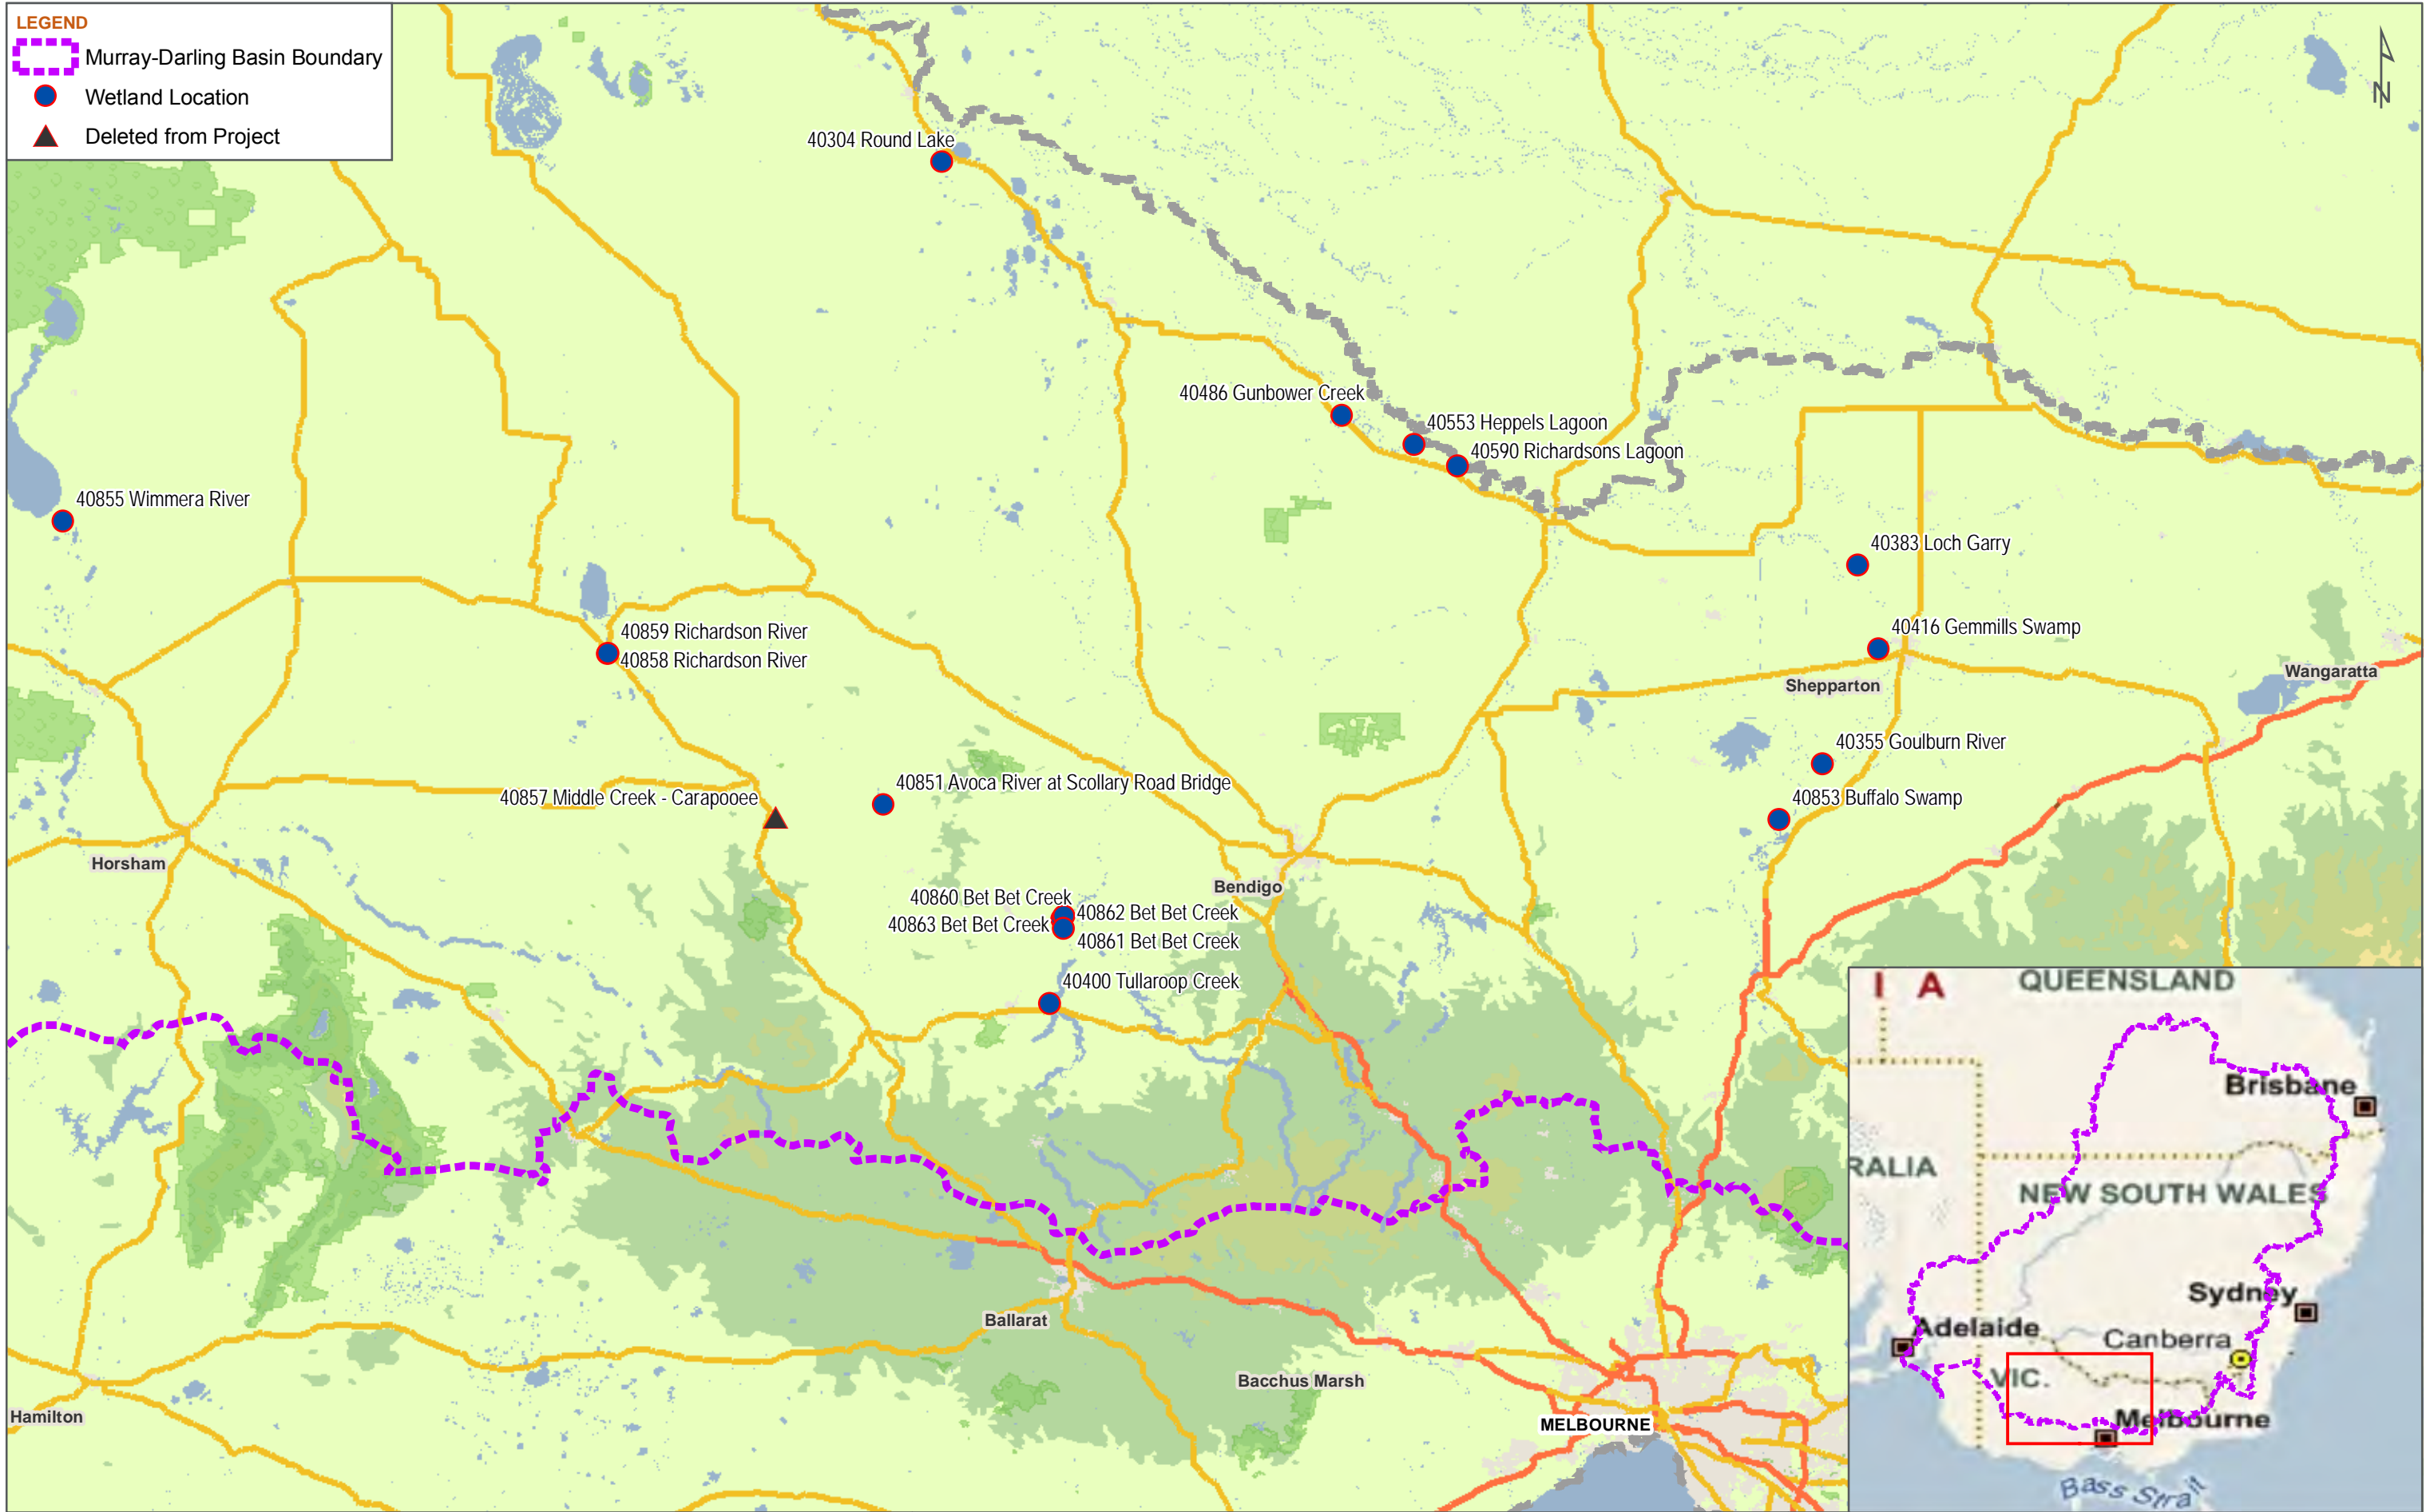 LEGEND
Murray-Darling Basin Boundary
Wetland Location
Deleted from Project
N
40304 Round Lake
40486 Gunbower Creek
40553 Heppels Lagoon
40590 Richardsons Lagoon
40855 Wimmera River
40383 Loch Garry
40859 Richardson River
40858 Richardson River
40416 Gemmills Swamp
Wangaratta
Shepparton
40355 Goulburn River
40851 Avoca River at Scollary Road Bridge
40857 Middle Creek - Carapooee
40853 Buffalo Swamp
Horsham
Bendigo
40860 Bet Bet Creek
40862 Bet Bet Creek
40863 Bet Bet Creek
40861 Bet Bet Creek
40400 Tullaroop Creek
Ballarat
Bacchus Marsh
Hamilton
MELBOURNE
I A
QUEENSLAND
Brisbane
RALIA
NEW SOUTH WALES
Sydney
Adelaide
Canberra
VIC.
Melbourne
Bass Strait